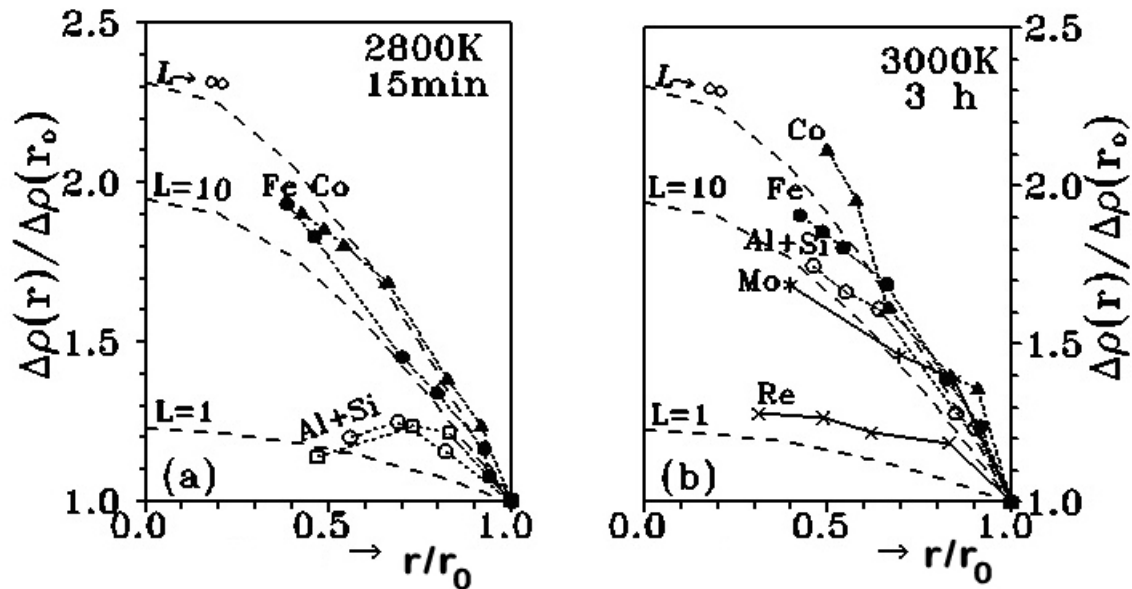 Δρ(r)/Δρ(r₀)
2.5
2.0
1.5
1.0
2800K
15min
L→ ∞
L=10
Fe Co
L=1
Al+Si
(a)
0.0
0.5
1.0
→ r/r₀
3000K
3 h
L→ ∞
Co
L=10
Fe
Al+Si
Mo
Re
L=1
(b)
0.0
0.5
1.0
→ r/r₀
2.5
2.0
1.5
1.0
Δρ(r)/Δρ(r₀)